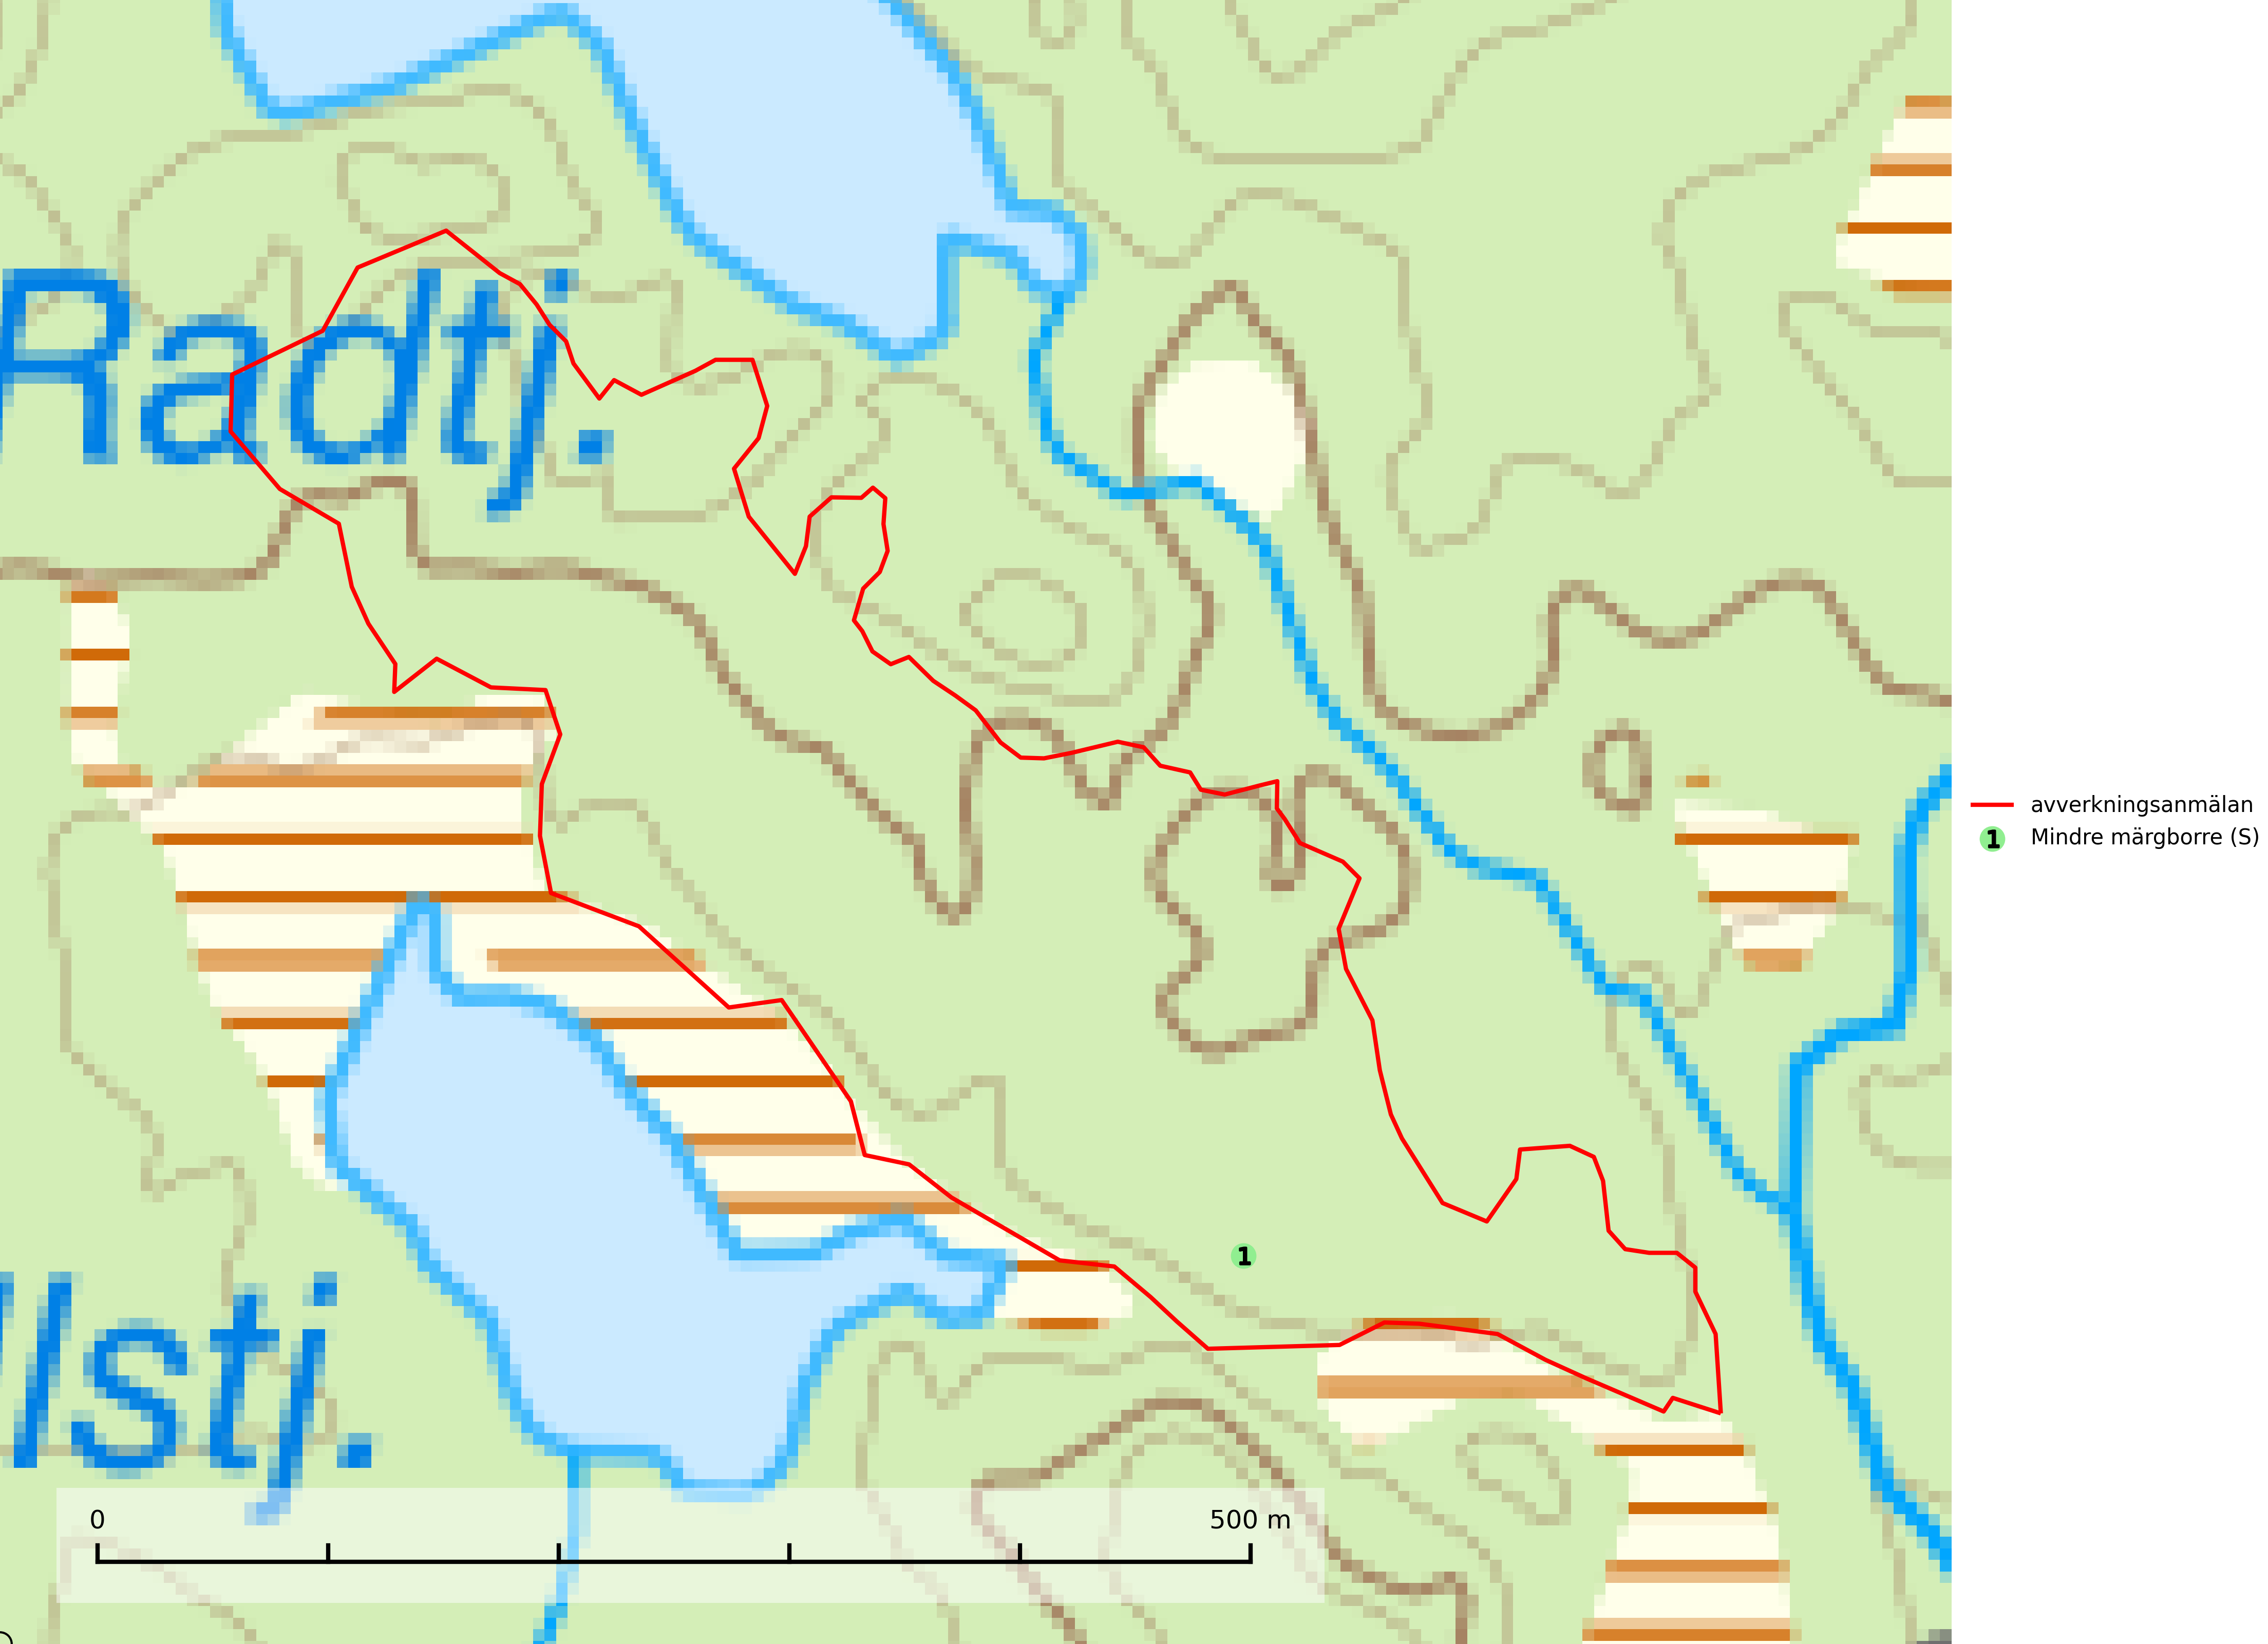 Radtj.
avverkningsanmälan
1 Mindre märgborre (S)
1
lstj.
0 500 m